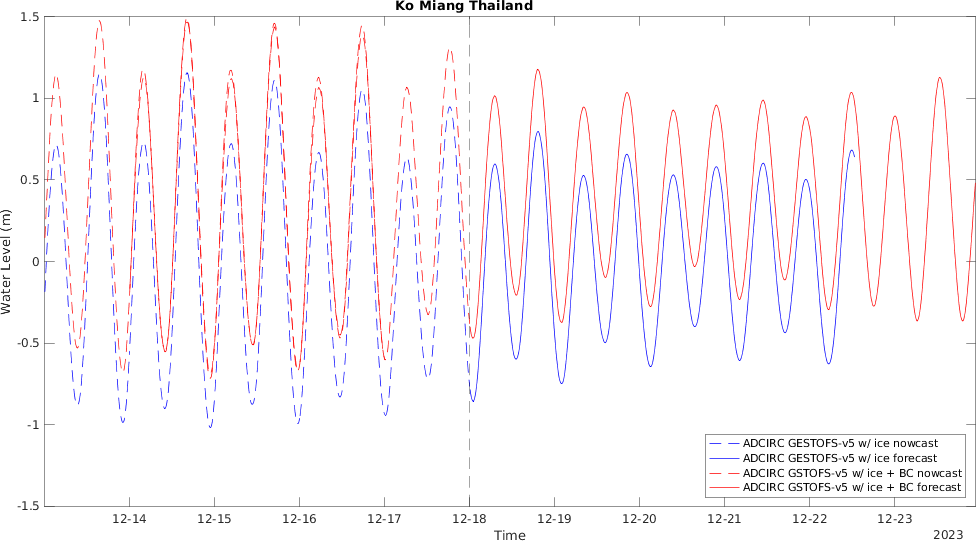 Ko Miang Thailand
Water Level (m)
1.5
1
0.5
0
-0.5
-1
-1.5
12-14
12-15
12-16
12-17
12-18
12-19
12-20
12-21
12-22
12-23
Time
2023
ADCIRC GESTOFS-v5 w/ ice nowcast
ADCIRC GESTOFS-v5 w/ ice forecast
ADCIRC GSTOFS-v5 w/ ice + BC nowcast
ADCIRC GSTOFS-v5 w/ ice + BC forecast